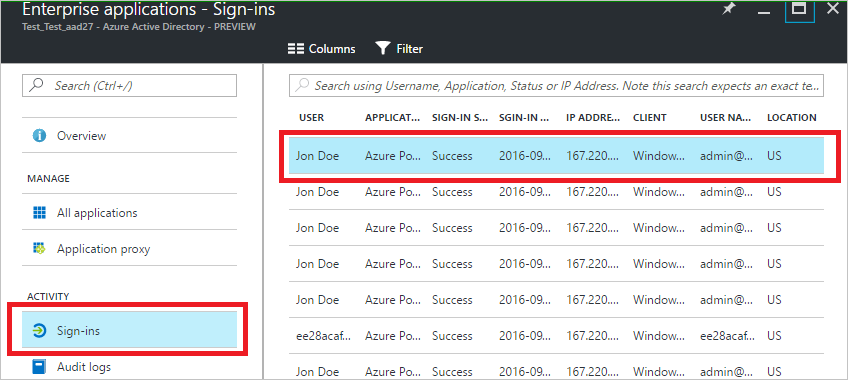 Enterprise applications - Sign-ins
Test_Test_aad27 - Azure Active Directory - PREVIEW
Columns Filter
Search (Ctrl+/)
Overview
MANAGE
All applications
Application proxy
ACTIVITY
Sign-ins
Audit logs
Search using Username, Application, Status or IP Address. Note this search expects an exact te...
USER APPLICAT... SIGN-IN S... SGIN-IN ... IP ADDRE... CLIENT USER NA... LOCATION
Jon Doe Azure Po... Success 2016-09... 167.220.... Window... admin@... US
Jon Doe Azure Po... Success 2016-09... 167.220.... Window... admin@... US
Jon Doe Azure Po... Success 2016-09... 167.220.... Window... admin@... US
Jon Doe Azure Po... Success 2016-09... 167.220.... Window... admin@... US
Jon Doe Azure Po... Success 2016-09... 167.220.... Window... admin@... US
ee28acaf... Azure Po... Success 2016-09... 167.220.... Window... ee28acaf... US
Jon Doe Azure Po... Success 2016-09... 167.220.... Window... admin@... US